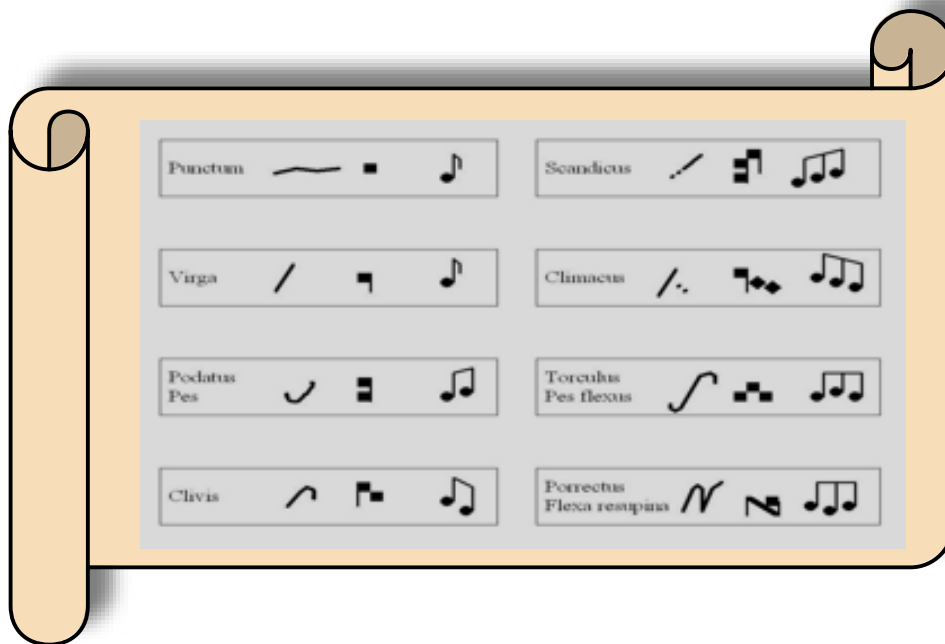 Punctum
Virga
Podatus
Pes
Clivis
Scandicus
Climacus
Torculus
Pes flexus
Porrectus
Flexa resupina